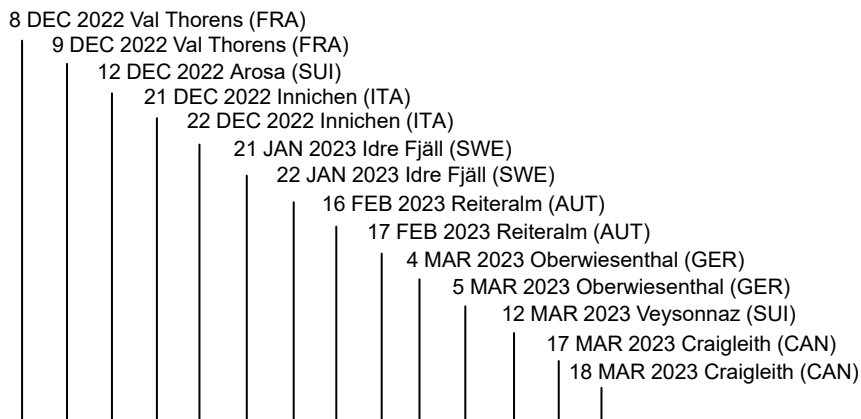 8 DEC 2022 Val Thorens (FRA)
9 DEC 2022 Val Thorens (FRA)
12 DEC 2022 Arosa (SUI)
21 DEC 2022 Innichen (ITA)
22 DEC 2022 Innichen (ITA)
21 JAN 2023 Idre Fjäll (SWE)
22 JAN 2023 Idre Fjäll (SWE)
16 FEB 2023 Reiteralm (AUT)
17 FEB 2023 Reiteralm (AUT)
4 MAR 2023 Oberwiesenthal (GER)
5 MAR 2023 Oberwiesenthal (GER)
12 MAR 2023 Veysonnaz (SUI)
17 MAR 2023 Craigleith (CAN)
18 MAR 2023 Craigleith (CAN)